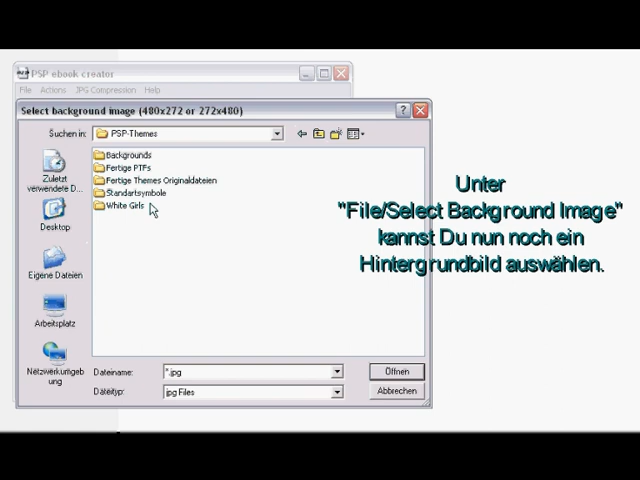 PSP ebook creator
File Actions JPG Compression Help
Select background image (480x272 or 272x480)
Suchen in: PSP-Themes
Backgrounds
Fertige PTFs
Fertige Themes Originaldateien
Standartsymbole
White Girls
Zuletzt
verwendete D...
Desktop
Eigene Dateien
Arbeitsplatz
Netzwerkumgeb
ung
Dateiname: *.jpg Öffnen
Dateityp: jpg Files Abbrechen
Unter
"File/Select Background Image"
kannst Du nun noch ein
Hintergrundbild auswählen.